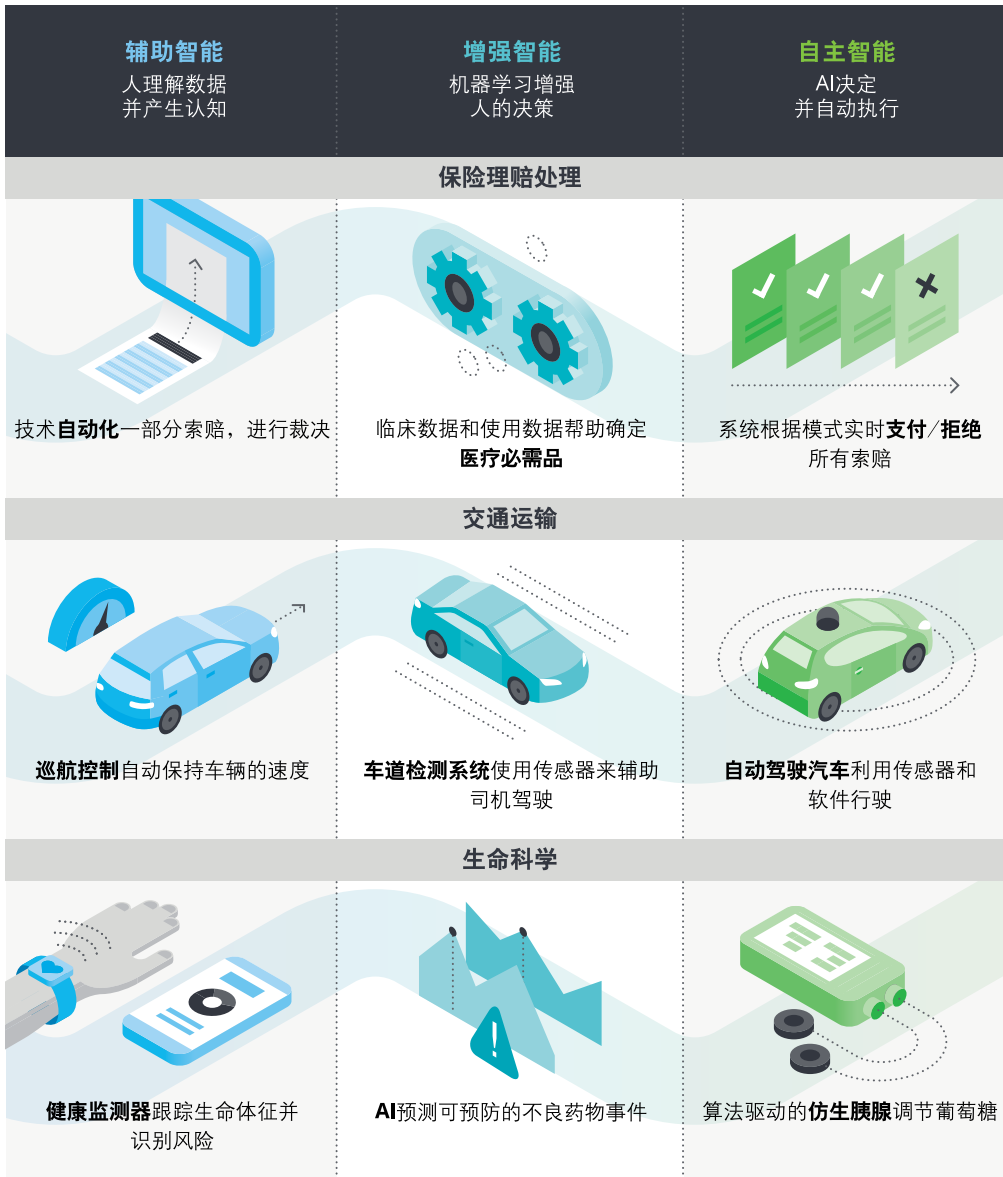 辅助智能
人理解数据
并产生认知
增强智能
机器学习增强
人的决策
自主智能
AI决定
并自动执行
保险理赔处理
技术自动化一部分索赔，进行裁决
临床数据和使用数据帮助确定
医疗必需品
系统根据模式实时支付/拒绝
所有索赔
交通运输
巡航控制自动保持车辆的速度
车道检测系统使用传感器来辅助
司机驾驶
自动驾驶汽车利用传感器和
软件行驶
生命科学
健康监测器跟踪生命体征并
识别风险
AI预测可预防的不良药物事件
算法驱动的仿生胰腺调节葡萄糖